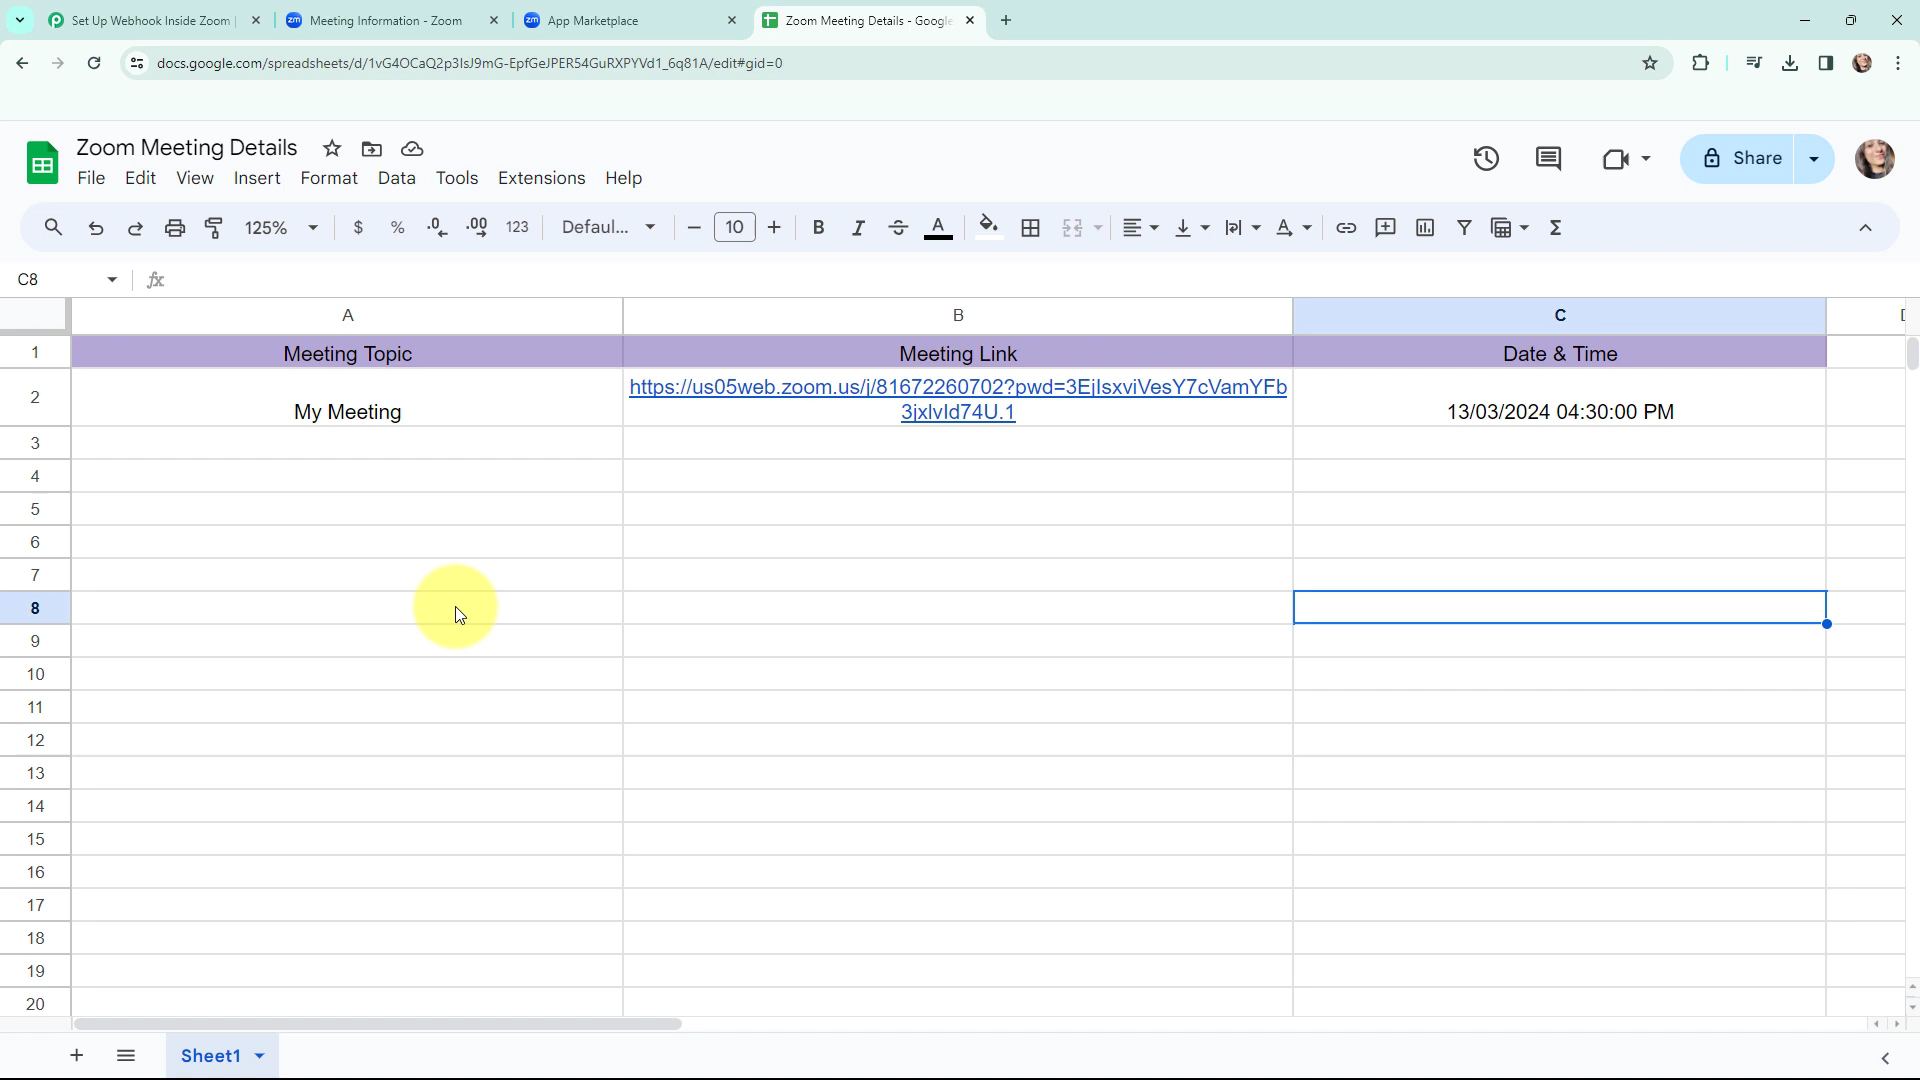 Set Up Webhook Inside Zoom
Meeting Information - Zoom
App Marketplace
Zoom Meeting Details - Google
docs.google.com/spreadsheets/d/1vG4OCaQ2p3IsJ9mG-EpfGeJPER54GuRXPYVd1_6q81A/edit#gid=0
Zoom Meeting Details
File Edit View Insert Format Data Tools Extensions Help
Share
125% $ % .0 .00 123 Defaul... 10 B I S A
C8
fx
A B C
1 Meeting Topic Meeting Link Date & Time
2 My Meeting https://us05web.zoom.us/j/81672260702?pwd=3EjIsxviVesY7cVamYFb
3jxlvId74U.1 13/03/2024 04:30:00 PM
3
4
5
6
7
8
9
10
11
12
13
14
15
16
17
18
19
20
Sheet1